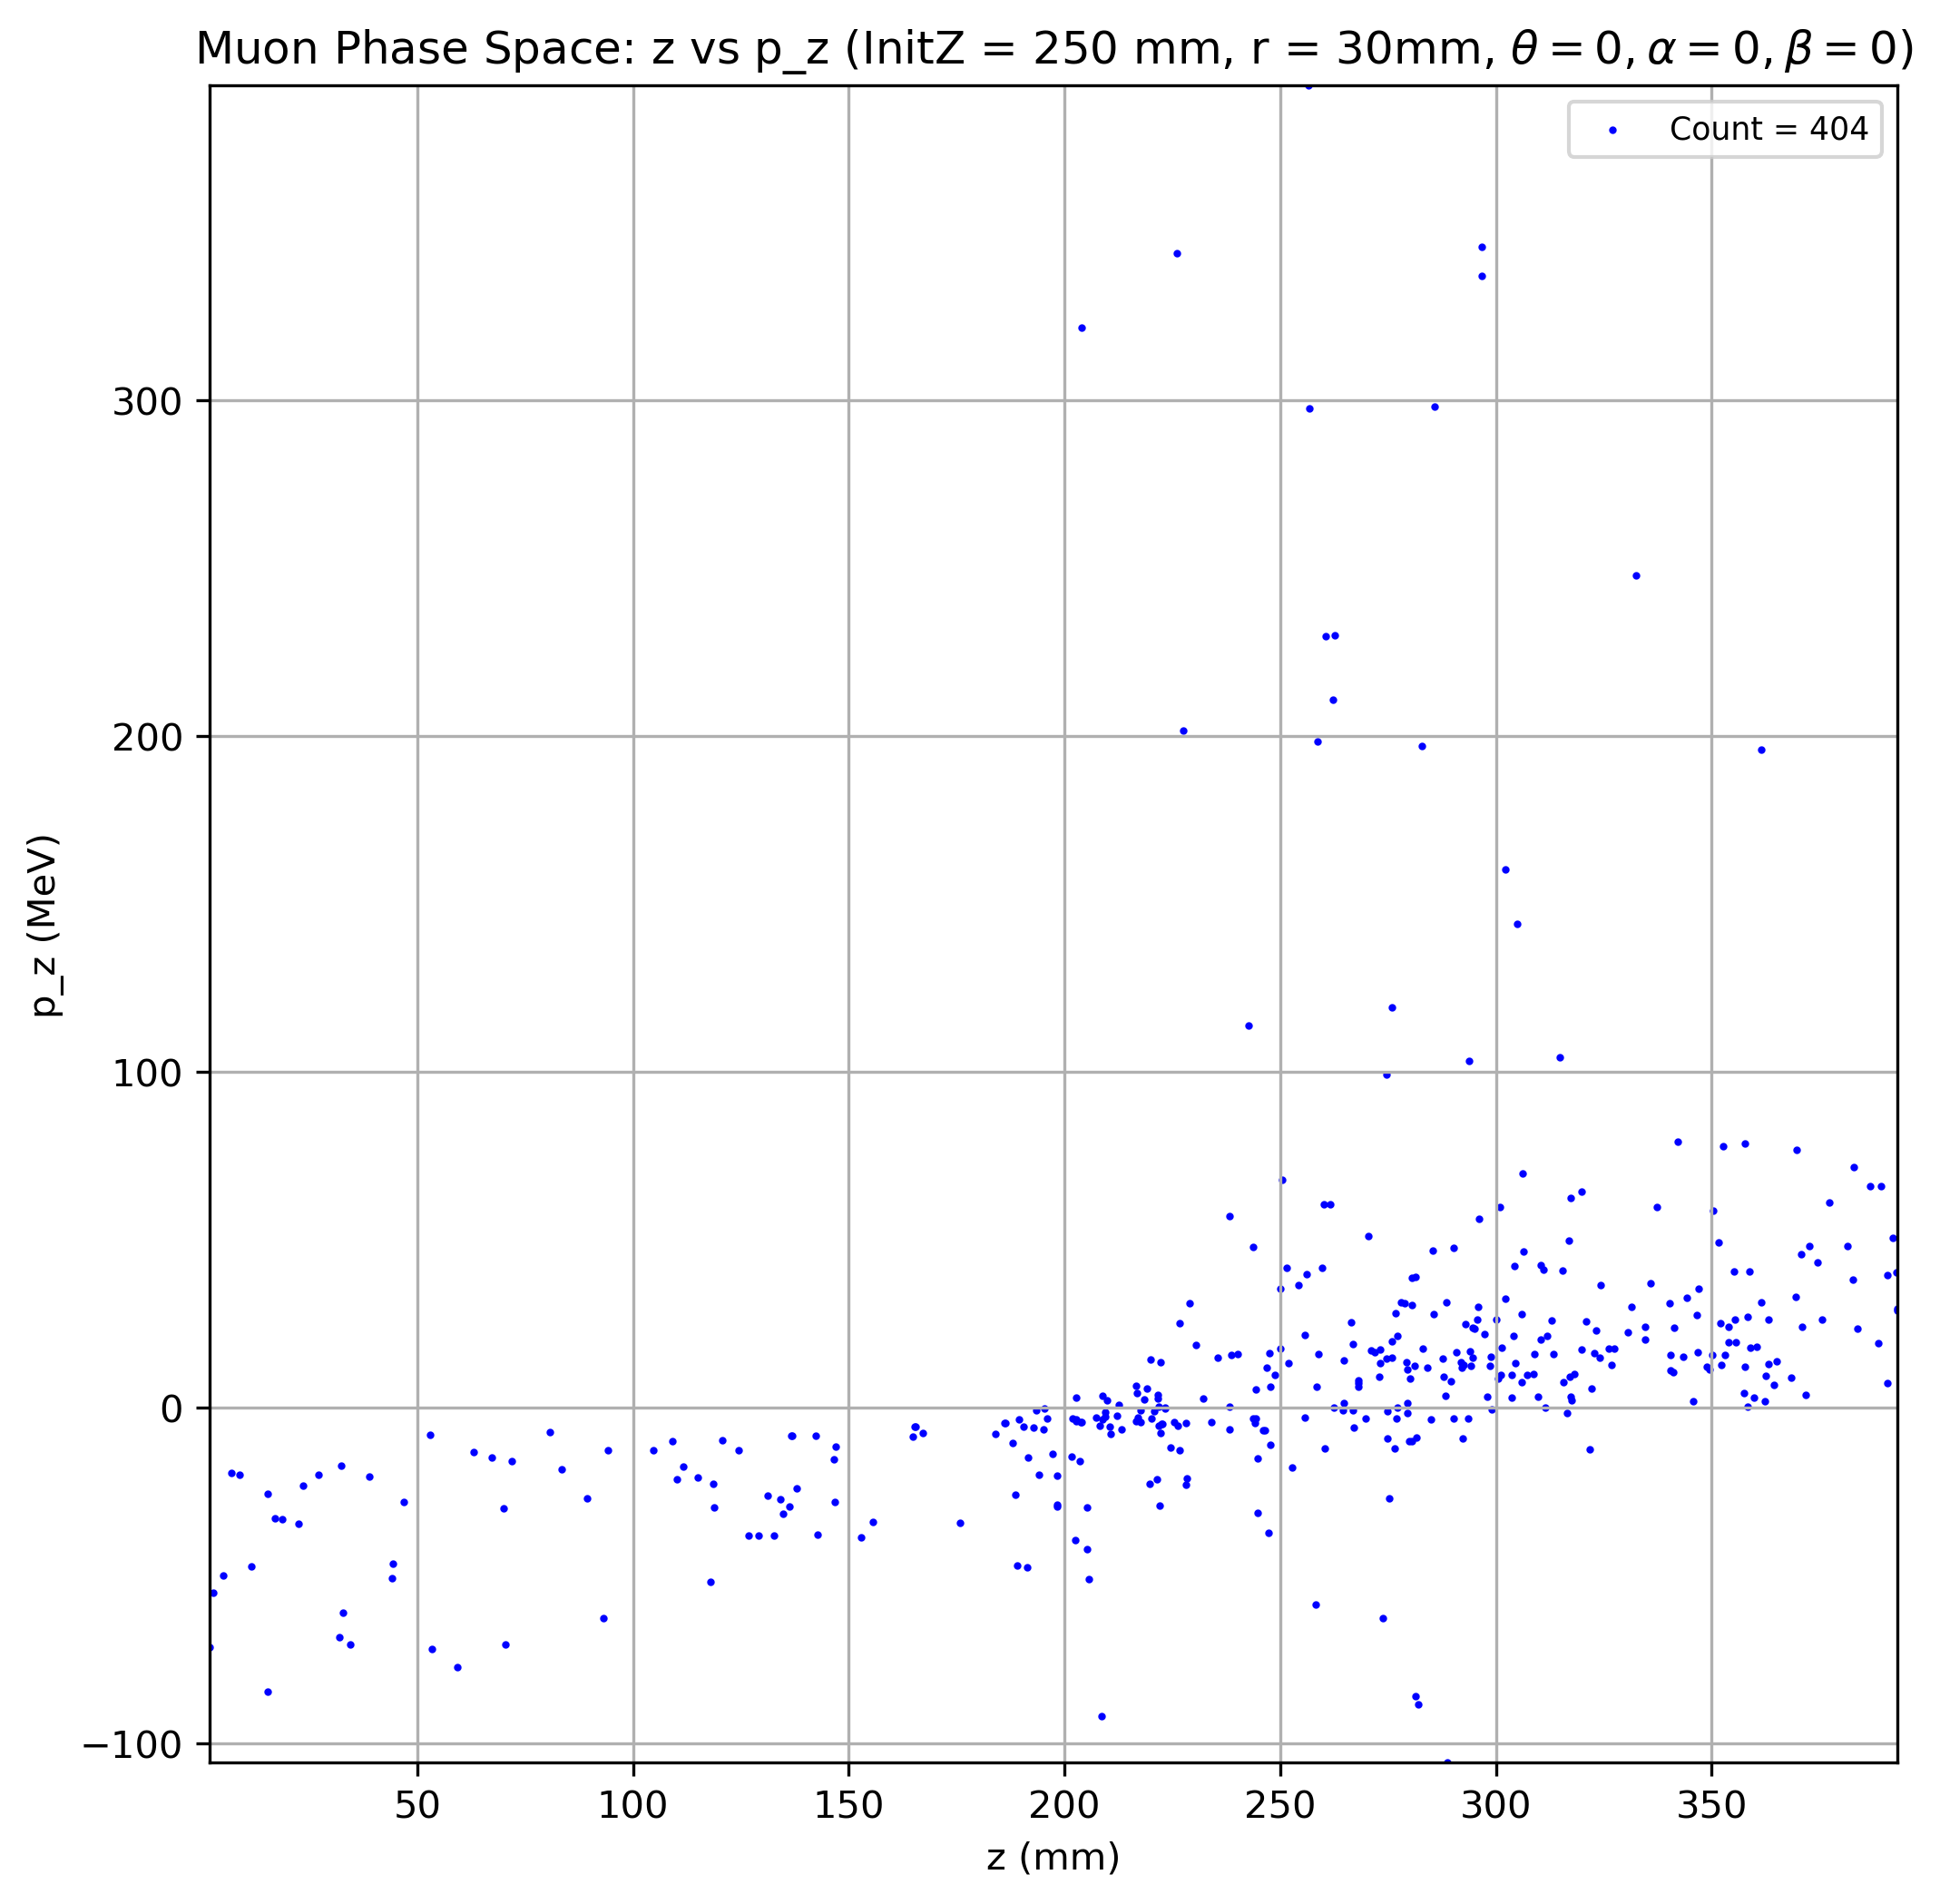 Muon Phase Space: z vs p_z (InitZ = 250 mm, r = 30mm, θ = 0, α = 0, β = 0)
Count = 404
300
200
100
0
−100
p_z (MeV)
50 100 150 200 250 300 350
z (mm)